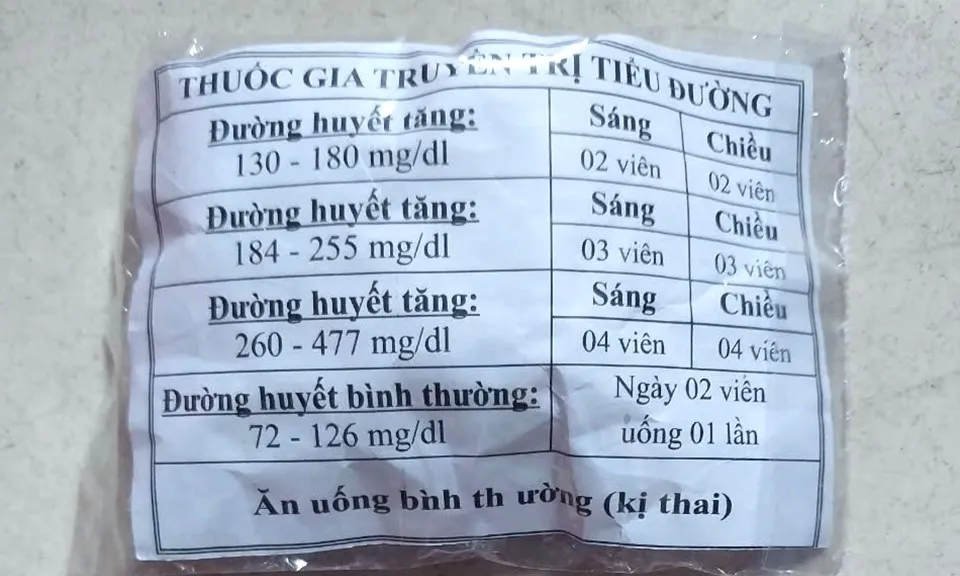 THUỐC GIA TRUYỀN TRỊ TIỂU ĐƯỜNG
Đường huyết tăng:
130 - 180 mg/dl
Sáng
Chiều
02 viên
02 viên
Đường huyết tăng:
184 - 255 mg/dl
Sáng
Chiều
03 viên
03 viên
Đường huyết tăng:
260 - 477 mg/dl
Sáng
Chiều
04 viên
04 viên
Đường huyết bình thường:
72 - 126 mg/dl
Ngày 02 viên
uống 01 lần
Ăn uống bình th ường (kị thai)